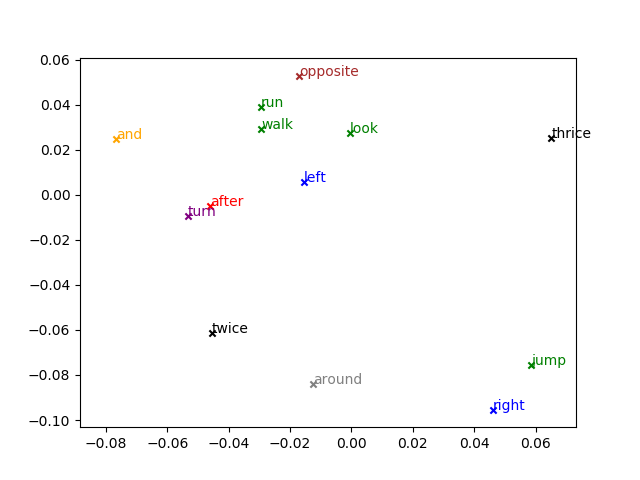 0.06
0.04
0.02
0.00
−0.02
−0.04
−0.06
−0.08
−0.10
opposite
run
walk
look
and
thrice
left
after
turn
twice
around
jump
right
−0.08 −0.06 −0.04 −0.02 0.00 0.02 0.04 0.06